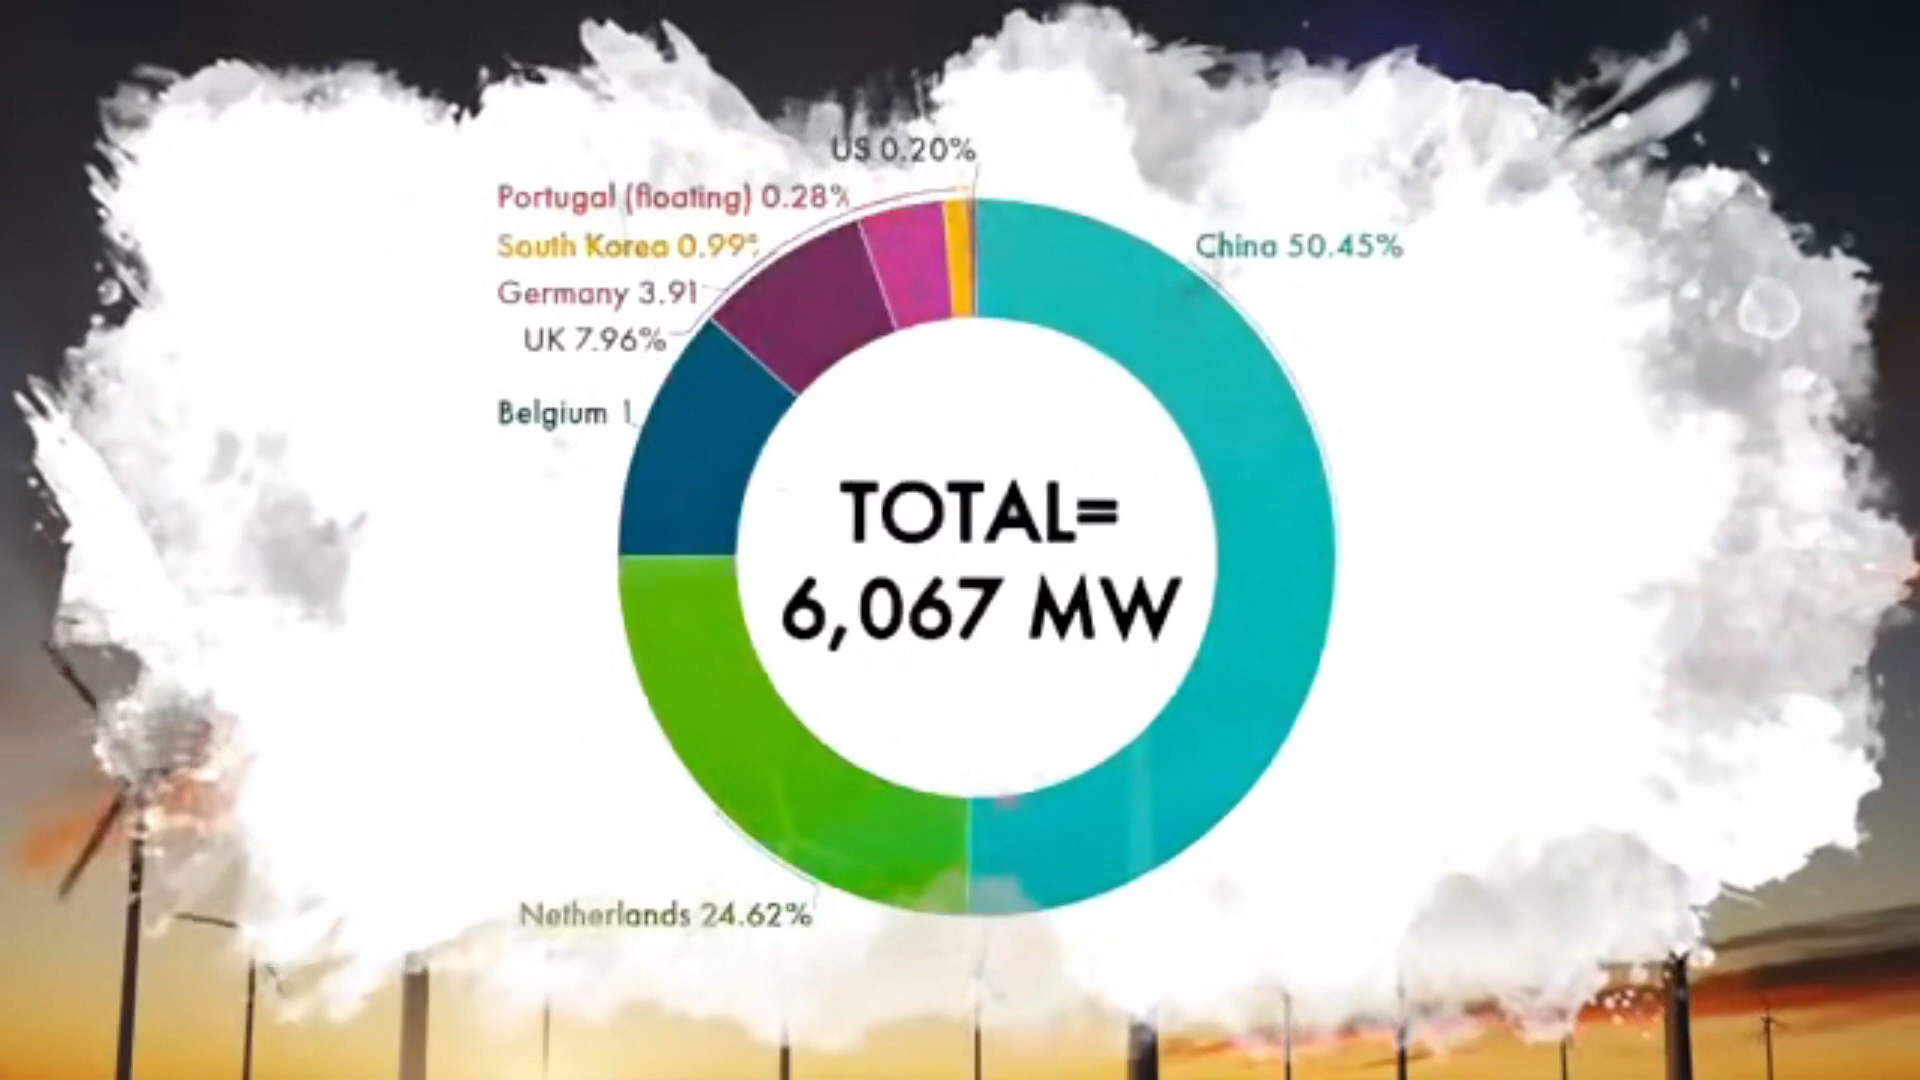 US 0.20%
Portugal (floating) 0.28%
South Korea 0.99%
China 50.45%
Germany 3.91
UK 7.96%
Belgium 1
TOTAL=
6,067 MW
Netherlands 24.62%